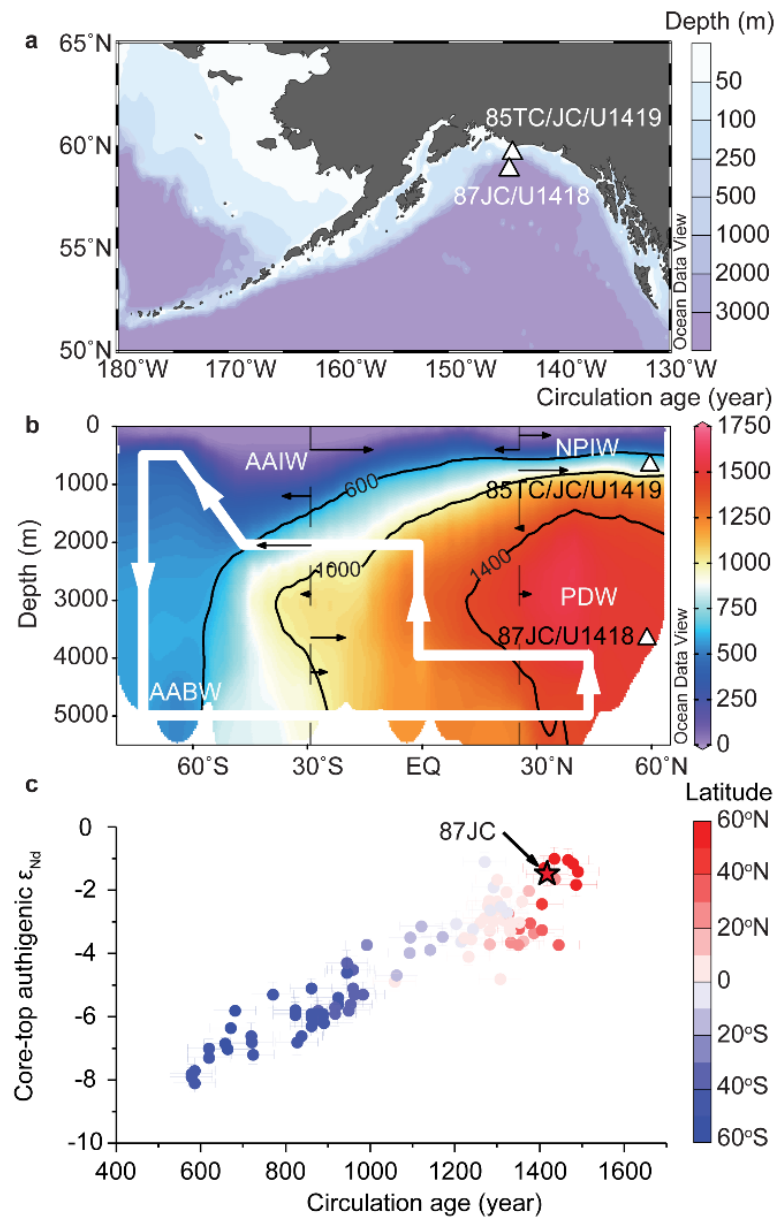 a
Depth (m)
65˚N
60˚N
55˚N
50˚N
180˚W
170˚W
160˚W
150˚W
140˚W
130˚W
85TC/JC/U1419
87JC/U1418
Ocean Data View
50
100
250
500
1000
2000
3000
Circulation age (year)
b
0
1000
2000
3000
4000
5000
Depth (m)
AAIW
NPIW
600
85TC/JC/U1419
1000
1400
PDW
87JC/U1418
AABW
60˚S
30˚S
EQ
30˚N
60˚N
Ocean Data View
1750
1500
1250
1000
750
500
250
0
c
Latitude
0
-2
-4
-6
-8
-10
Core-top authigenic εNd
87JC
400
600
800
1000
1200
1400
1600
Circulation age (year)
60°N
40°N
20°N
0
20°S
40°S
60°S